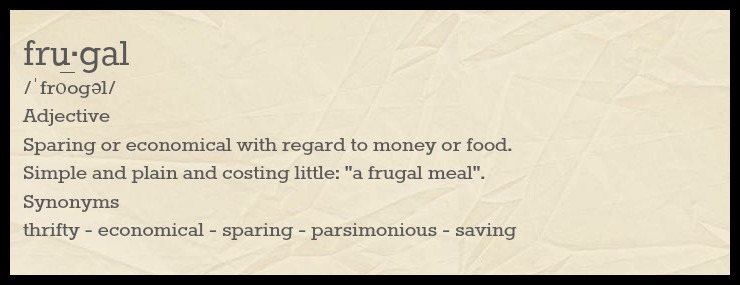 fru·gal
/ˈfro͞ogəl/
Adjective
Sparing or economical with regard to money or food.
Simple and plain and costing little: "a frugal meal".
Synonyms
thrifty - economical - sparing - parsimonious - saving